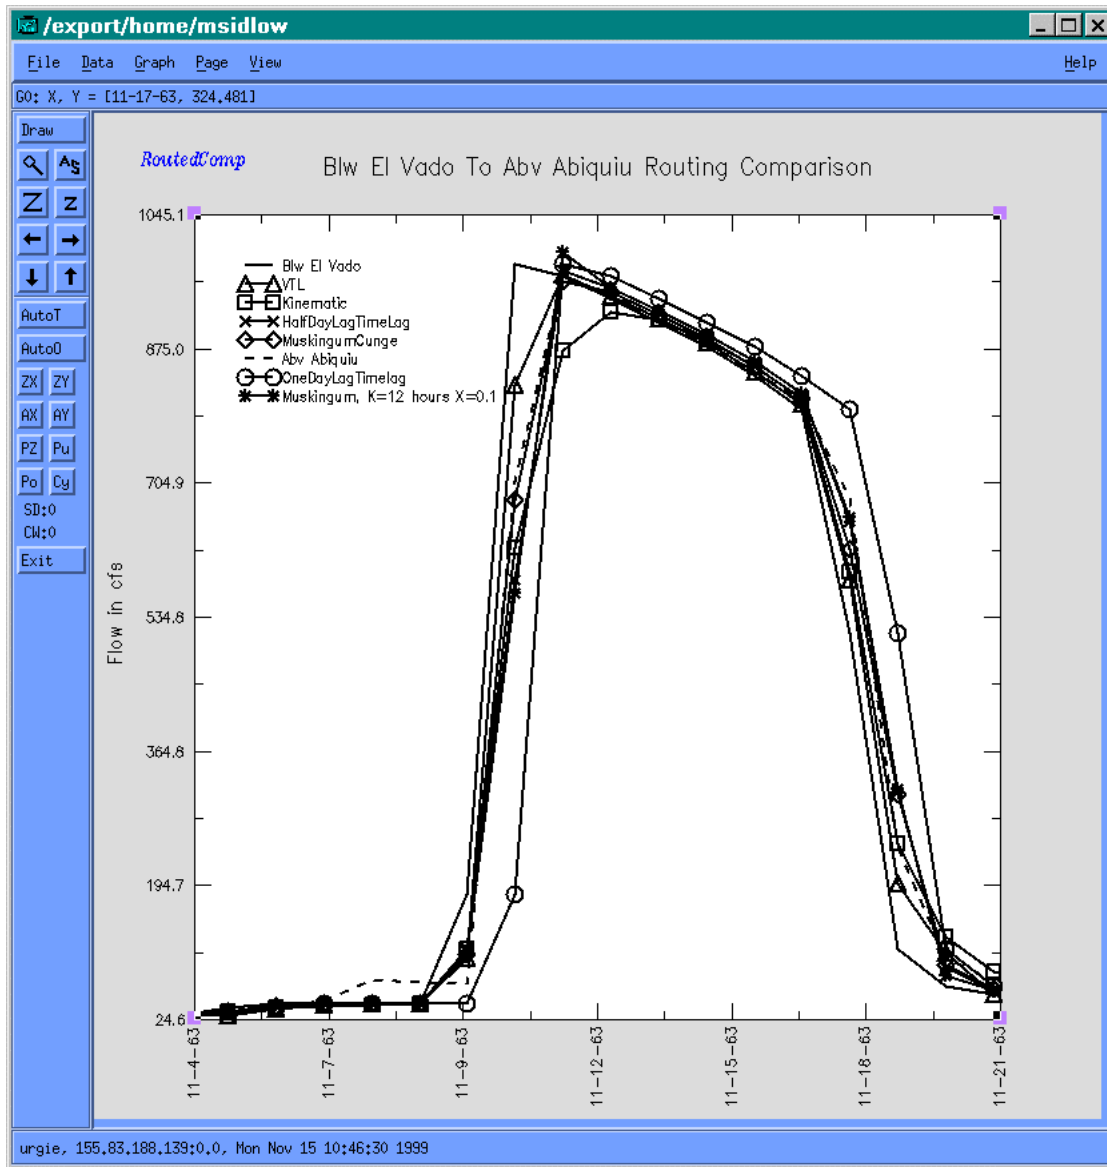 /export/home/msidlow
File Data Graph Page View Help
G0: X, Y = [11-17-63, 324.481]
Draw
A S
Z z
AutoT
AutoO
ZX ZY
AX AY
PZ Pu
Po Cy
SD:0
CW:0
Exit
RoutedComp
Blw El Vado To Abv Abiquiu Routing Comparison
Blw El Vado
VTL
Kinematic
HalfDayLagTimeLag
MuskingumCunge
Abv Abiquiu
OneDayLagTimelag
Muskingum, K=12 hours X=0.1
Flow in cfs
1045.1
875.0
704.9
534.8
364.8
194.7
24.6
11-4-63
11-7-63
11-9-63
11-12-63
11-15-63
11-18-63
11-21-63
urgie, 155.83.188.139:0.0, Mon Nov 15 10:46:30 1999